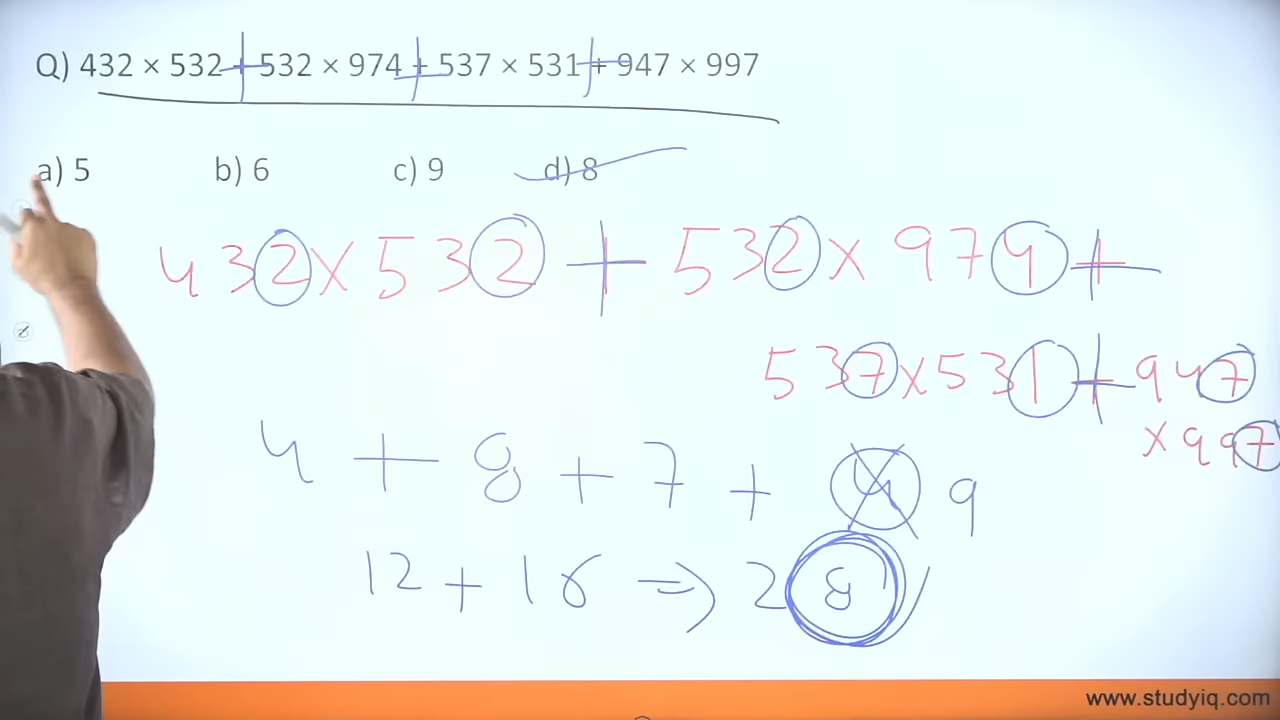 Q) 432 × 532 + 532 × 974 + 537 × 531 + 947 × 997
a) 5 b) 6 c) 9 d) 8
432 × 532 + 532 × 974 +
537 × 531 + 947
× 997
4 + 8 + 7 + 4 9
12 + 16 ⇒ 28
www.studyiq.com